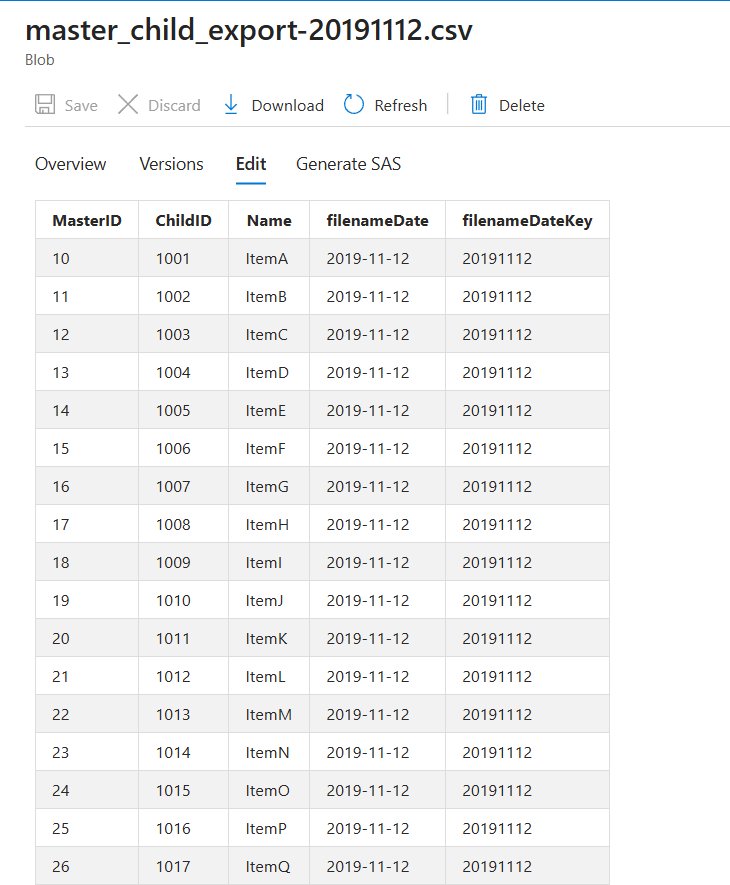 master_child_export-20191112.csv
Blob
Save Discard Download Refresh Delete
Overview Versions Edit Generate SAS
MasterID ChildID Name filenameDate filenameDateKey
10 1001 ItemA 2019-11-12 20191112
11 1002 ItemB 2019-11-12 20191112
12 1003 ItemC 2019-11-12 20191112
13 1004 ItemD 2019-11-12 20191112
14 1005 ItemE 2019-11-12 20191112
15 1006 ItemF 2019-11-12 20191112
16 1007 ItemG 2019-11-12 20191112
17 1008 ItemH 2019-11-12 20191112
18 1009 ItemI 2019-11-12 20191112
19 1010 ItemJ 2019-11-12 20191112
20 1011 ItemK 2019-11-12 20191112
21 1012 ItemL 2019-11-12 20191112
22 1013 ItemM 2019-11-12 20191112
23 1014 ItemN 2019-11-12 20191112
24 1015 ItemO 2019-11-12 20191112
25 1016 ItemP 2019-11-12 20191112
26 1017 ItemQ 2019-11-12 20191112